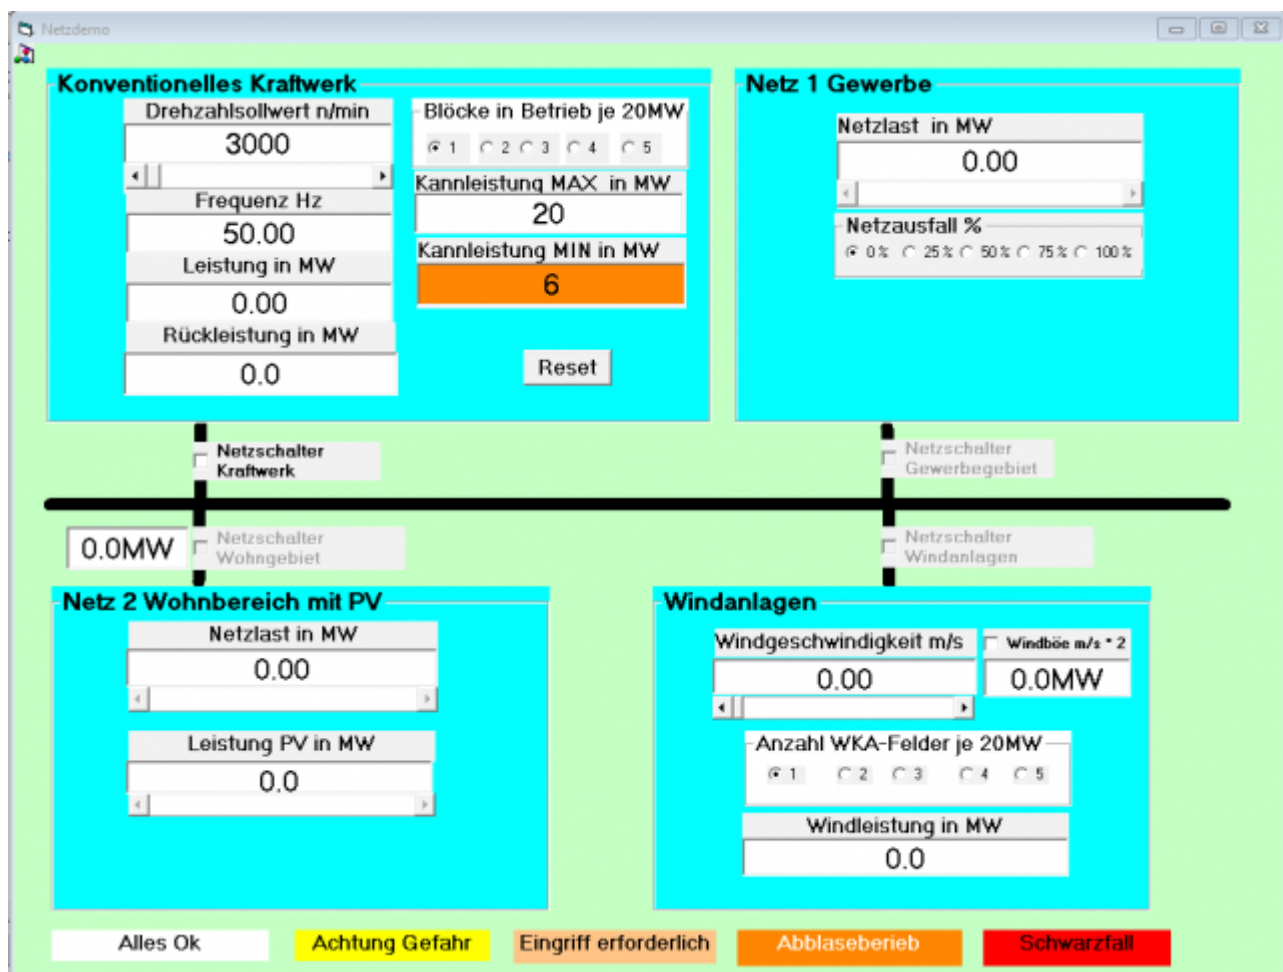 Netzdemo
Konventionelles Kraftwerk
Drehzahlsollwert n/min
3000
Frequenz Hz
50.00
Leistung in MW
0.00
Rückleistung in MW
0.0
Blöcke in Betrieb je 20MW
1 2 3 4 5
Kannleistung MAX in MW
20
Kannleistung MIN in MW
6
Reset
Netz 1 Gewerbe
Netzlast in MW
0.00
Netzausfall %
0% 25% 50% 75% 100%
Netzschalter
Kraftwerk
Netzschalter
Gewerbegebiet
0.0MW
Netzschalter
Wohngebiet
Netzschalter
Windanlagen
Netz 2 Wohnbereich mit PV
Netzlast in MW
0.00
Leistung PV in MW
0.0
Windanlagen
Windgeschwindigkeit m/s
0.00
Windböe m/s * 2
0.0MW
Anzahl WKA-Felder je 20MW
1 2 3 4 5
Windleistung in MW
0.0
Alles Ok
Achtung Gefahr
Eingriff erforderlich
Abblaseberieb
Schwarzfall